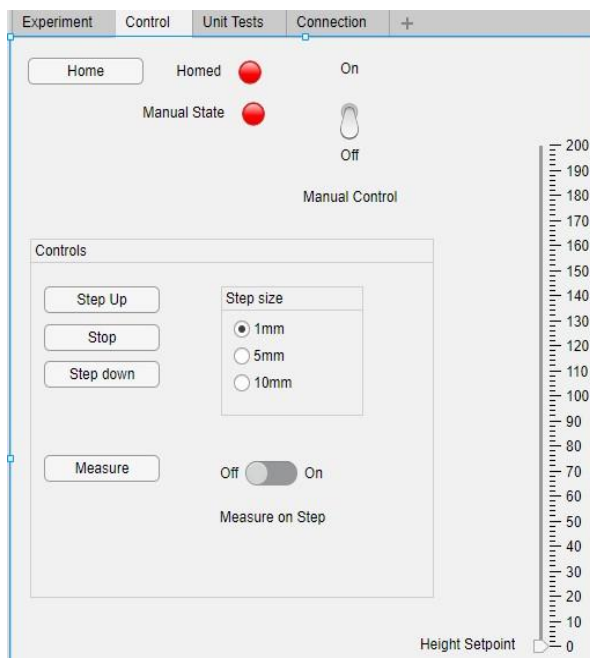 Experiment Control Unit Tests Connection +
Home Homed On
Manual State
Off
Manual Control
Controls
Step Up
Stop
Step down
Step size
1mm
5mm
10mm
Measure
Off On
Measure on Step
200
190
180
170
160
150
140
130
120
110
100
90
80
70
60
50
40
30
20
10
0
Height Setpoint